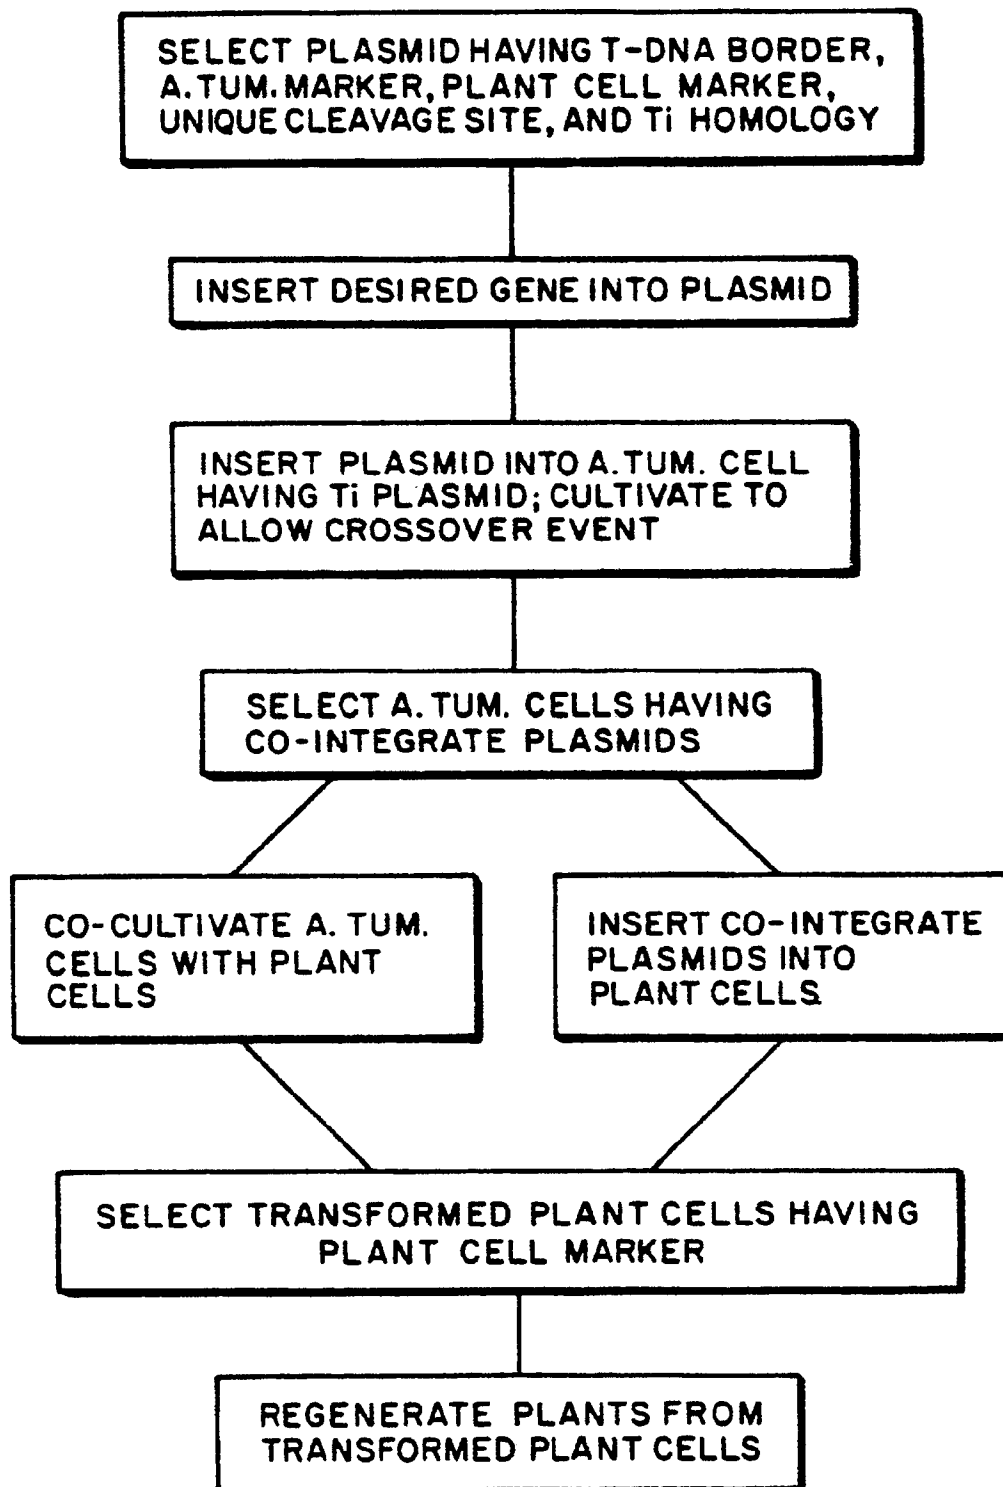 SELECT PLASMID HAVING T-DNA BORDER,
A.TUM. MARKER, PLANT CELL MARKER,
UNIQUE CLEAVAGE SITE, AND Ti HOMOLOGY
INSERT DESIRED GENE INTO PLASMID
INSERT PLASMID INTO A.TUM. CELL
HAVING Ti PLASMID; CULTIVATE TO
ALLOW CROSSOVER EVENT
SELECT A.TUM. CELLS HAVING
CO-INTEGRATE PLASMIDS
CO-CULTIVATE A. TUM.
CELLS WITH PLANT
CELLS
INSERT CO-INTEGRATE
PLASMIDS INTO
PLANT CELLS
SELECT TRANSFORMED PLANT CELLS HAVING
PLANT CELL MARKER
REGENERATE PLANTS FROM
TRANSFORMED PLANT CELLS